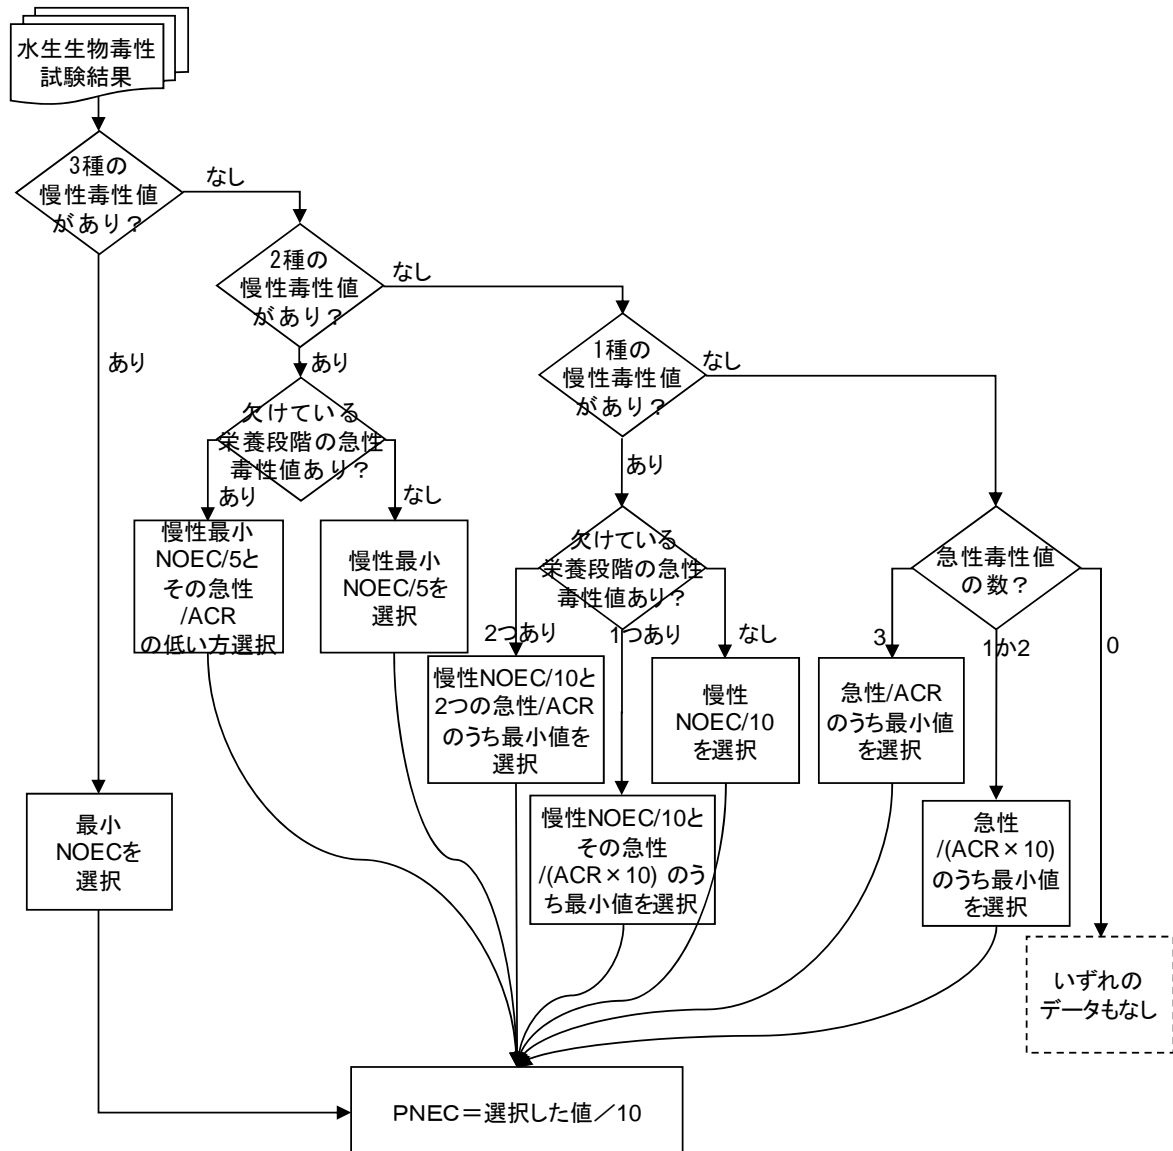 水生生物毒性
試験結果
3種の
慢性毒性値
があり？
なし
2種の
慢性毒性値
があり？
なし
1種の
慢性毒性値
があり？
なし
あり
あり
欠けている
栄養段階の急性
毒性値あり？
あり
なし
あり
慢性最小
NOEC/5と
その急性
/ACR
の低い方選択
慢性最小
NOEC/5を
選択
欠けている
栄養段階の急性
毒性値あり？
急性毒性値
の数？
2つあり
1つあり
なし
3
1か2
0
慢性NOEC/10と
2つの急性/ACR
のうち最小値を
選択
慢性
NOEC/10
を選択
急性/ACR
のうち最小値
を選択
最小
NOECを
選択
慢性NOEC/10と
その急性
/(ACR×10) のう
ち最小値を選択
急性
/(ACR×10)
のうち最小値
を選択
いずれの
データもなし
PNEC＝選択した値／10